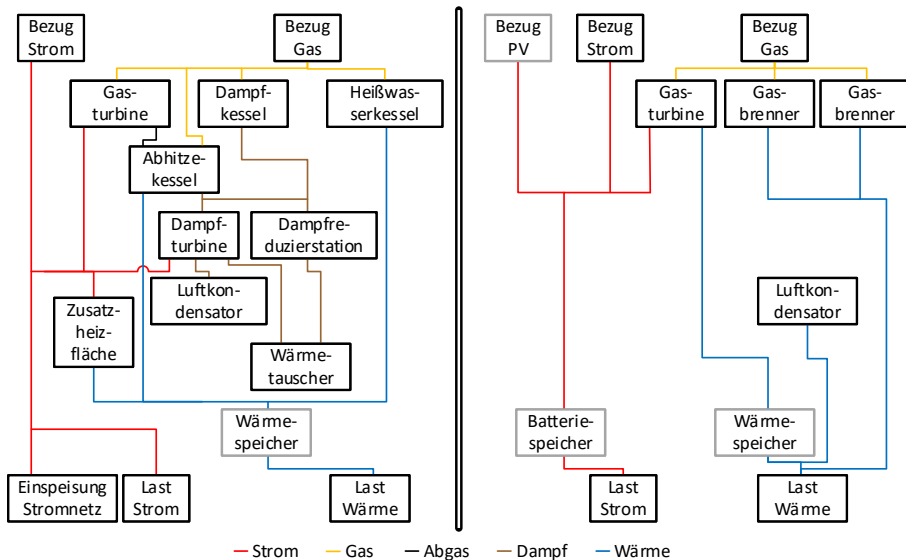 Bezug
Strom
Bezug
Gas
Gas-
turbine
Dampf-
kessel
Heißwas-
serkessel
Abhitze-
kessel
Dampf-
turbine
Dampfre-
duzierstation
Luftkon-
densator
Zusatz-
heiz-
fläche
Wärme-
tauscher
Wärme-
speicher
Einspeisung
Stromnetz
Last
Strom
Last
Wärme
Bezug
PV
Bezug
Strom
Bezug
Gas
Gas-
turbine
Gas-
brenner
Gas-
brenner
Luftkon-
densator
Batterie-
speicher
Wärme-
speicher
Last
Strom
Last
Wärme
Strom
Gas
Abgas
Dampf
Wärme